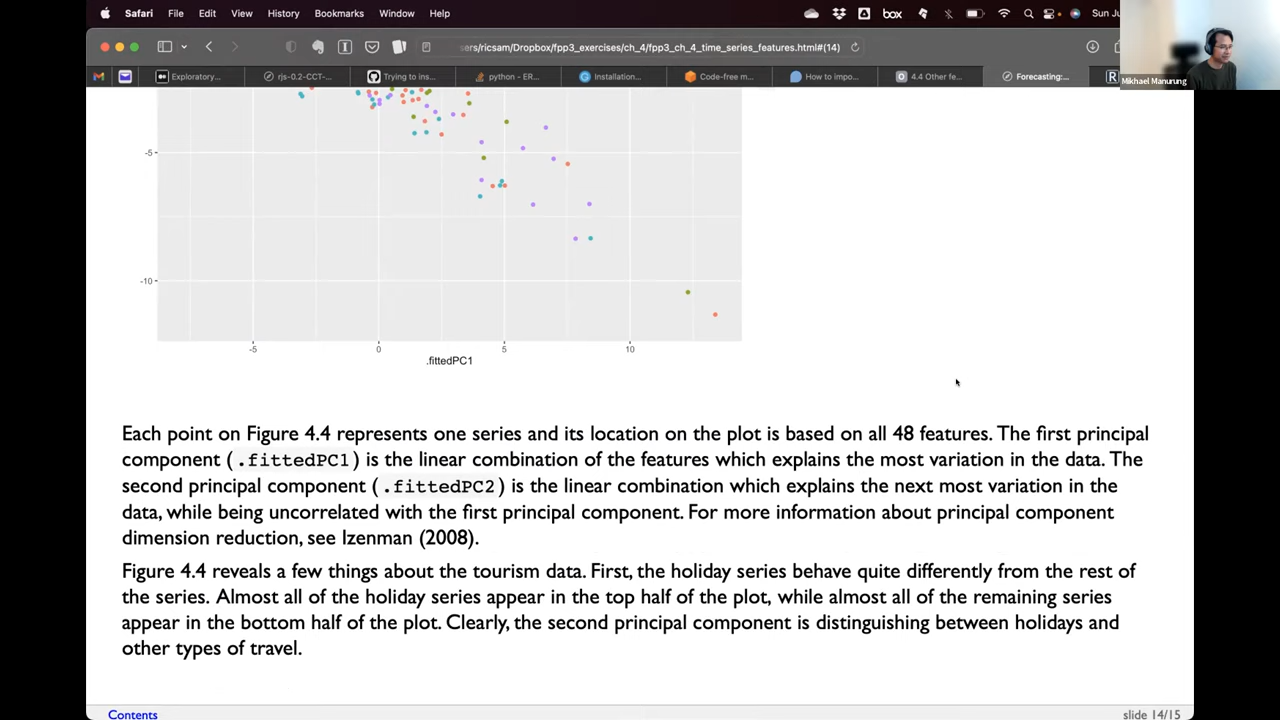 Safari File Edit View History Bookmarks Window Help
box
Sun Ju
sers/ricsam/Dropbox/fpp3_exercises/ch_4/fpp3_ch_4_time_series_features.html#(14)
Exploratory... rjs-0.2-CCT-... Trying to ins... python - ER... Installation... Code-free m... How to impo... 4.4 Other fe... Forecasting:...
Mikhael Manurung
-5
-10
-5 0 5 10
.fittedPC1
Each point on Figure 4.4 represents one series and its location on the plot is based on all 48 features. The first principal
component (.fittedPC1) is the linear combination of the features which explains the most variation in the data. The
second principal component (.fittedPC2) is the linear combination which explains the next most variation in the
data, while being uncorrelated with the first principal component. For more information about principal component
dimension reduction, see Izenman (2008).
Figure 4.4 reveals a few things about the tourism data. First, the holiday series behave quite differently from the rest of
the series. Almost all of the holiday series appear in the top half of the plot, while almost all of the remaining series
appear in the bottom half of the plot. Clearly, the second principal component is distinguishing between holidays and
other types of travel.
Contents
slide 14/15